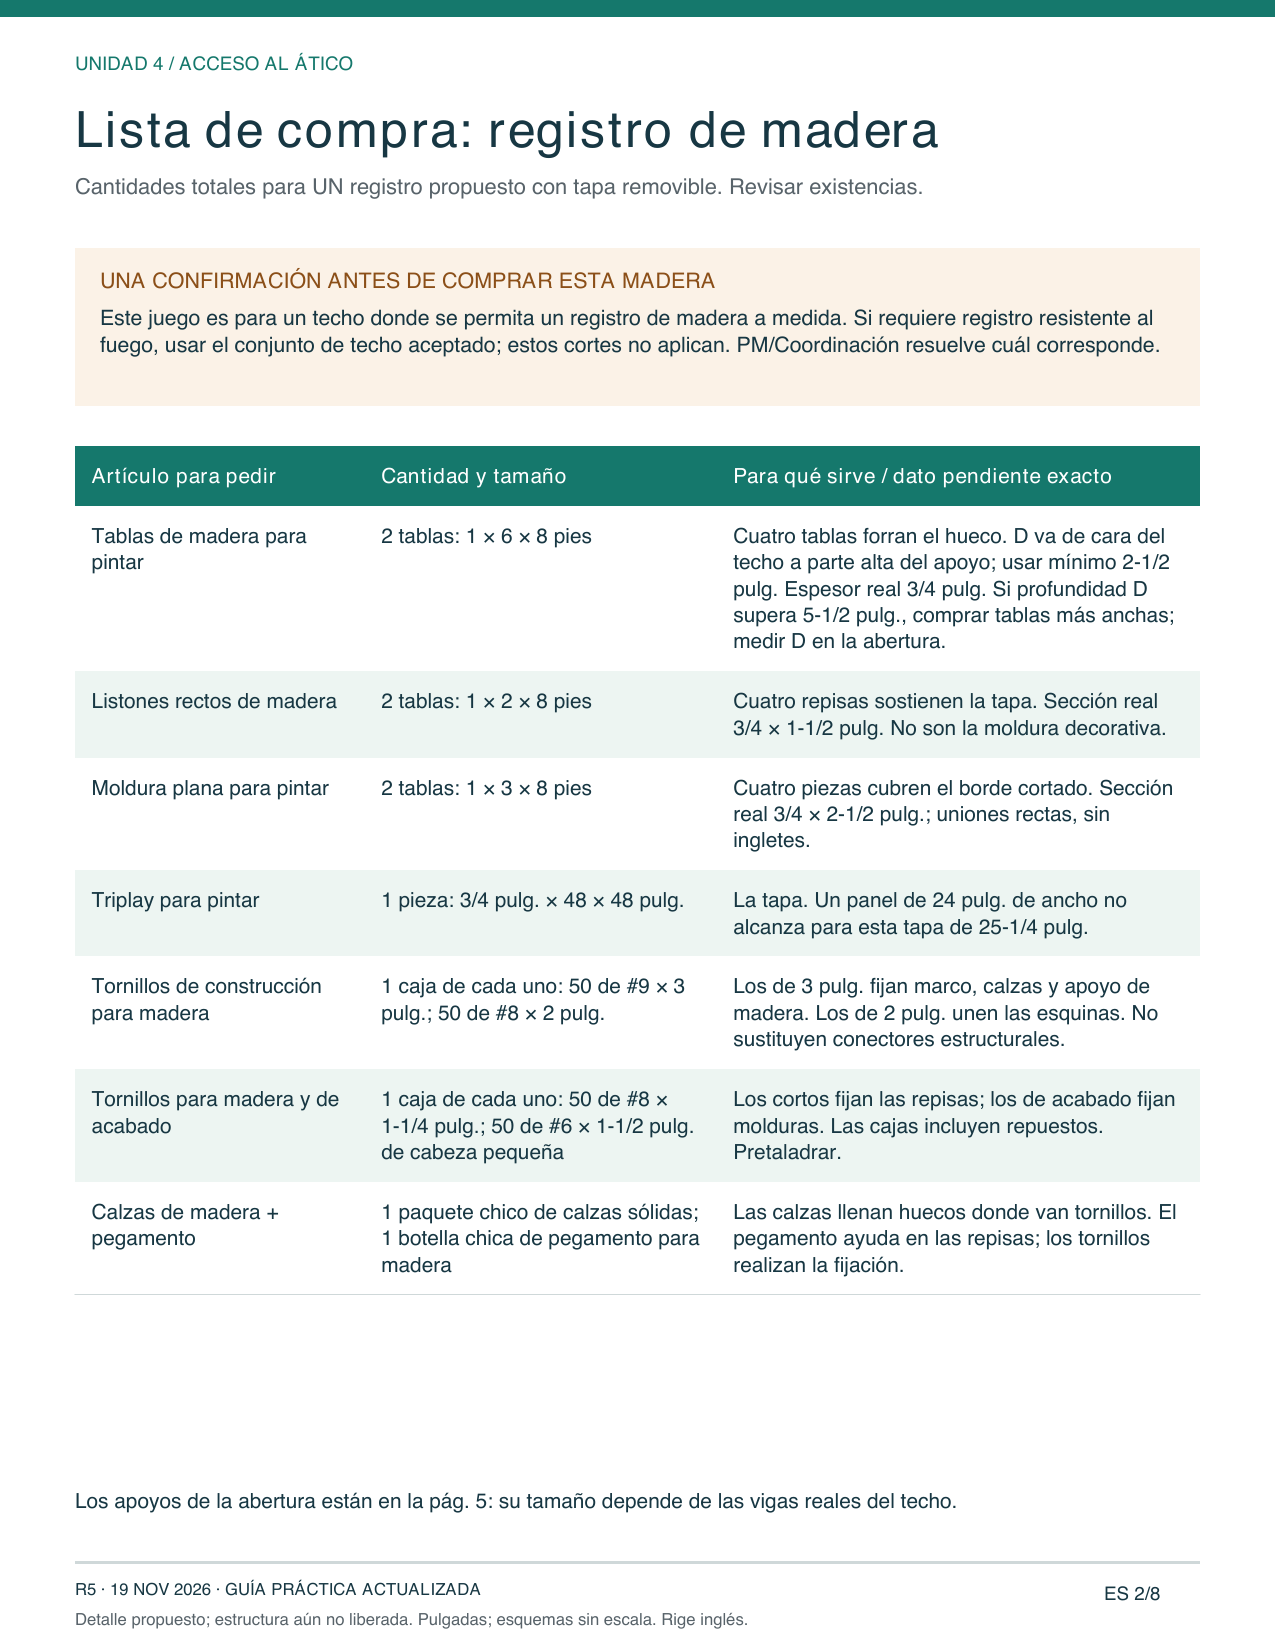 UNIDAD 4 / ACCESO AL ÁTICO
Lista de compra: registro de madera
Cantidades totales para UN registro propuesto con tapa removible. Revisar existencias.
UNA CONFIRMACIÓN ANTES DE COMPRAR ESTA MADERA
Este juego es para un techo donde se permita un registro de madera a medida. Si requiere registro resistente al
fuego, usar el conjunto de techo aceptado; estos cortes no aplican. PM/Coordinación resuelve cuál corresponde.
Artículo para pedir
Cantidad y tamaño
Para qué sirve / dato pendiente exacto
Tablas de madera para
pintar
2 tablas: 1 × 6 × 8 pies
Cuatro tablas forran el hueco. D va de cara del
techo a parte alta del apoyo; usar mínimo 2-1/2
pulg. Espesor real 3/4 pulg. Si profundidad D
supera 5-1/2 pulg., comprar tablas más anchas;
medir D en la abertura.
Listones rectos de madera
2 tablas: 1 × 2 × 8 pies
Cuatro repisas sostienen la tapa. Sección real
3/4 × 1-1/2 pulg. No son la moldura decorativa.
Moldura plana para pintar
2 tablas: 1 × 3 × 8 pies
Cuatro piezas cubren el borde cortado. Sección
real 3/4 × 2-1/2 pulg.; uniones rectas, sin
ingletes.
Triplay para pintar
1 pieza: 3/4 pulg. × 48 × 48 pulg.
La tapa. Un panel de 24 pulg. de ancho no
alcanza para esta tapa de 25-1/4 pulg.
Tornillos de construcción
para madera
1 caja de cada uno: 50 de #9 × 3
pulg.; 50 de #8 × 2 pulg.
Los de 3 pulg. fijan marco, calzas y apoyo de
madera. Los de 2 pulg. unen las esquinas. No
sustituyen conectores estructurales.
Tornillos para madera y de
acabado
1 caja de cada uno: 50 de #8 ×
1-1/4 pulg.; 50 de #6 × 1-1/2 pulg.
de cabeza pequeña
Los cortos fijan las repisas; los de acabado fijan
molduras. Las cajas incluyen repuestos.
Pretaladrar.
Calzas de madera +
pegamento
1 paquete chico de calzas sólidas;
1 botella chica de pegamento para
madera
Las calzas llenan huecos donde van tornillos. El
pegamento ayuda en las repisas; los tornillos
realizan la fijación.
Los apoyos de la abertura están en la pág. 5: su tamaño depende de las vigas reales del techo.
R5 · 19 NOV 2026 · GUÍA PRÁCTICA ACTUALIZADA
ES 2/8
Detalle propuesto; estructura aún no liberada. Pulgadas; esquemas sin escala. Rige inglés.